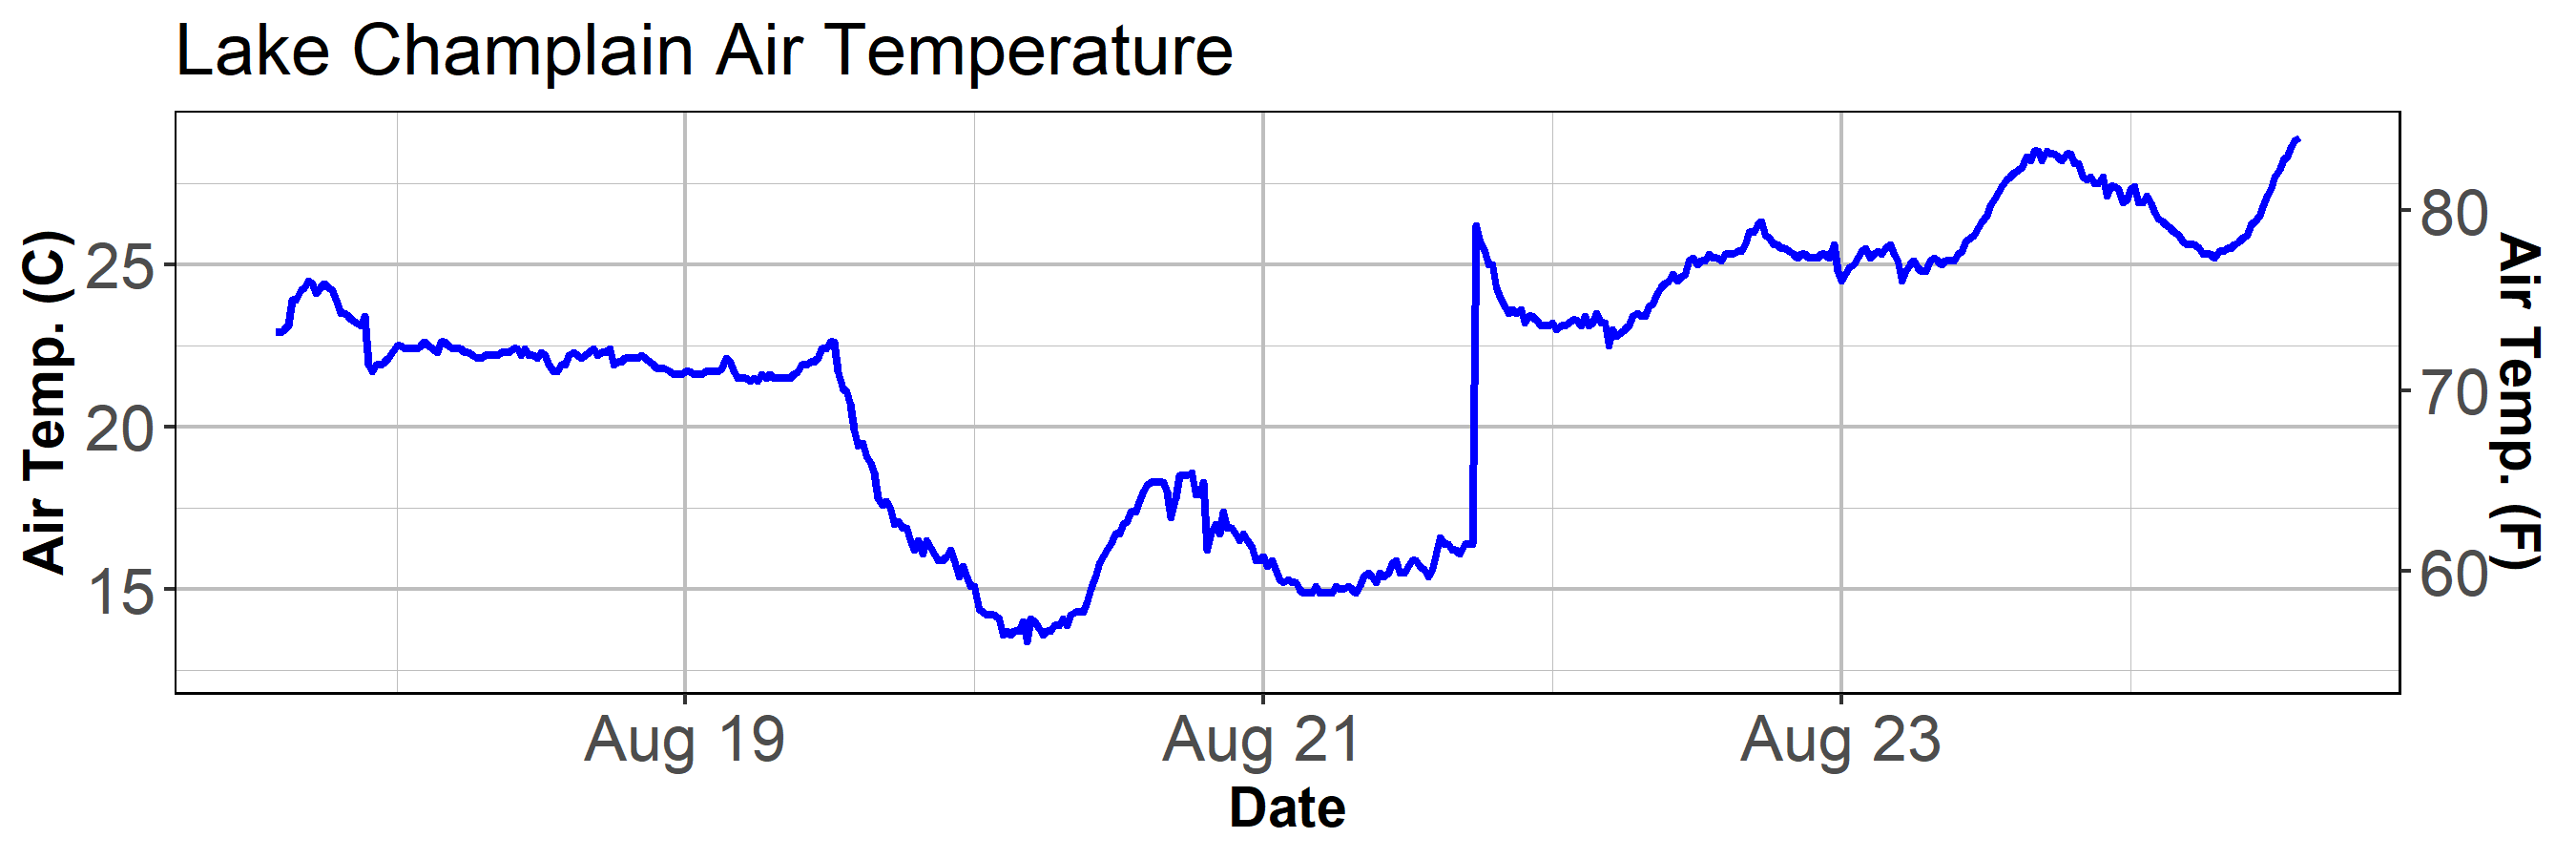 Lake Champlain Air Temperature
Air Temp. (C)
25
20
15
80
70
60
Air Temp. (F)
Aug 19
Aug 21
Aug 23
Date